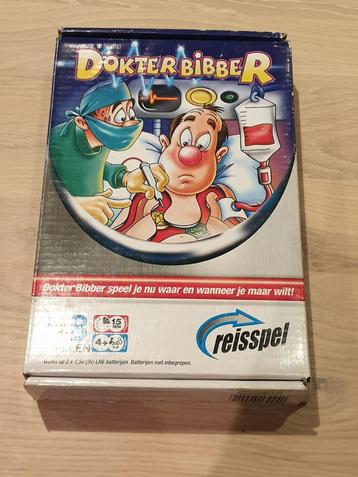 DOKTER BIBBER
Dokter Bibber speel je nu waar en wanneer je maar wilt!
15
4+
reisspel
Werkt op 2 x 1,5v (3v) LR6 batterijen. Batterijen niet inbegrepen.